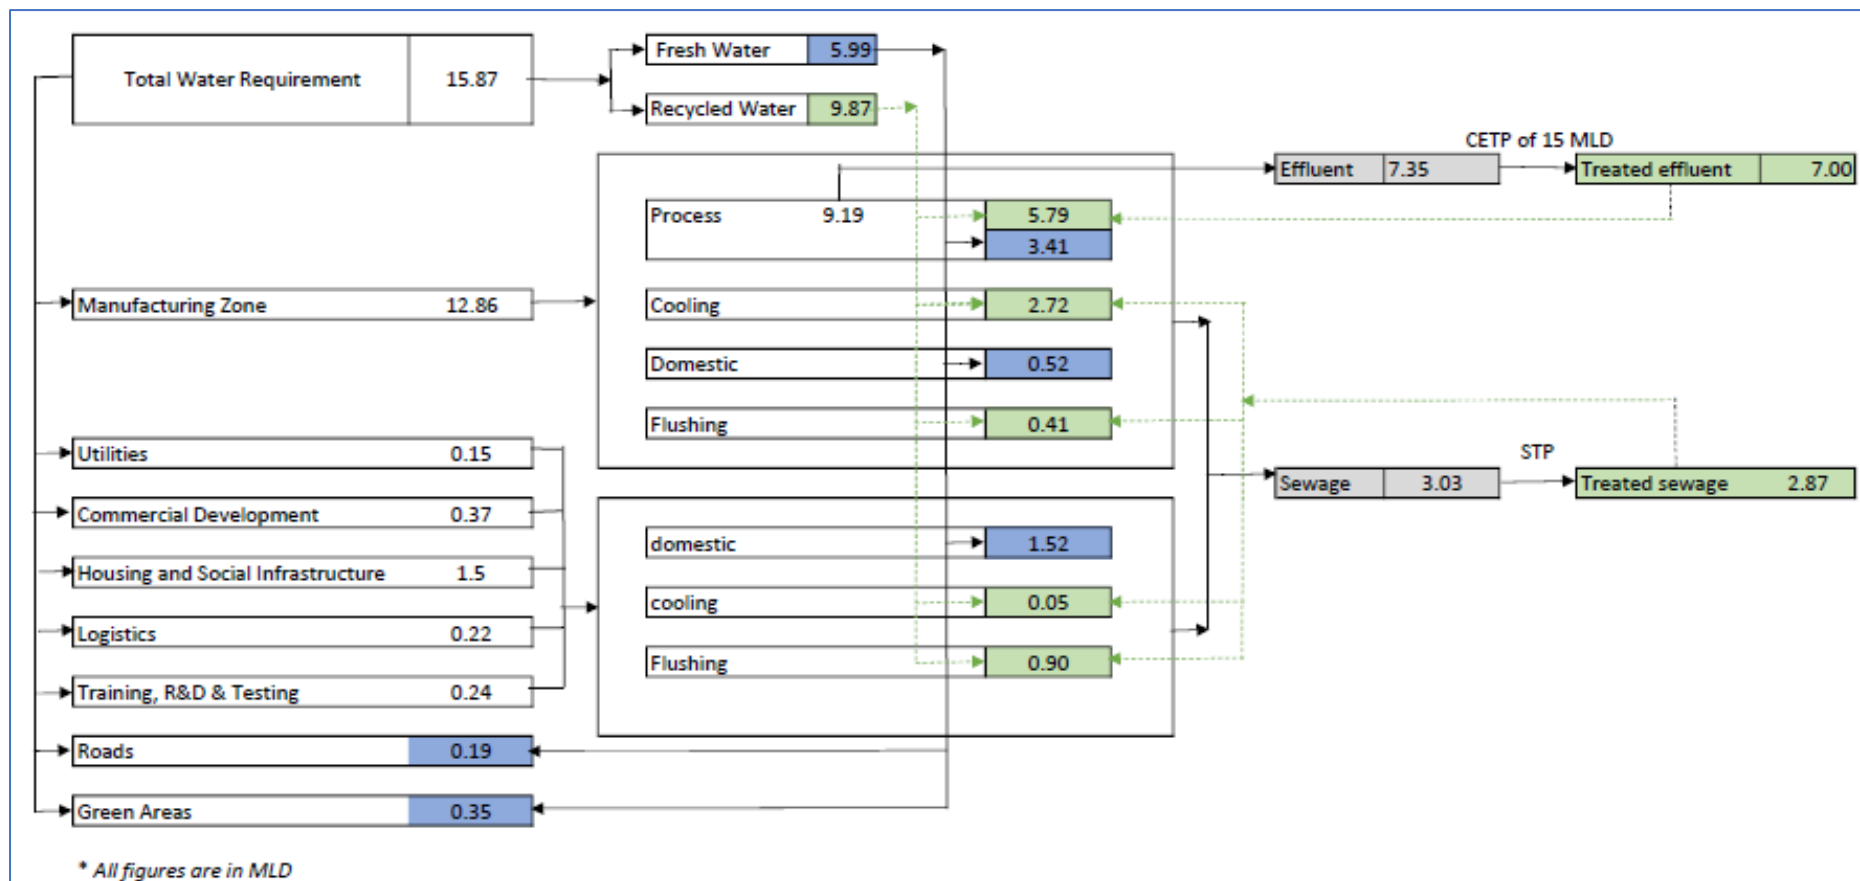 Total Water Requirement 15.87
Fresh Water 5.99
Recycled Water 9.87
CETP of 15 MLD
Effluent 7.35
Treated effluent 7.00
Process 9.19 5.79
3.41
Manufacturing Zone 12.86
Cooling 2.72
Domestic 0.52
Flushing 0.41
Utilities 0.15
STP
Sewage 3.03
Treated sewage 2.87
Commercial Development 0.37
domestic 1.52
Housing and Social Infrastructure 1.5
cooling 0.05
Logistics 0.22
Flushing 0.90
Training, R&D & Testing 0.24
Roads 0.19
Green Areas 0.35
* All figures are in MLD